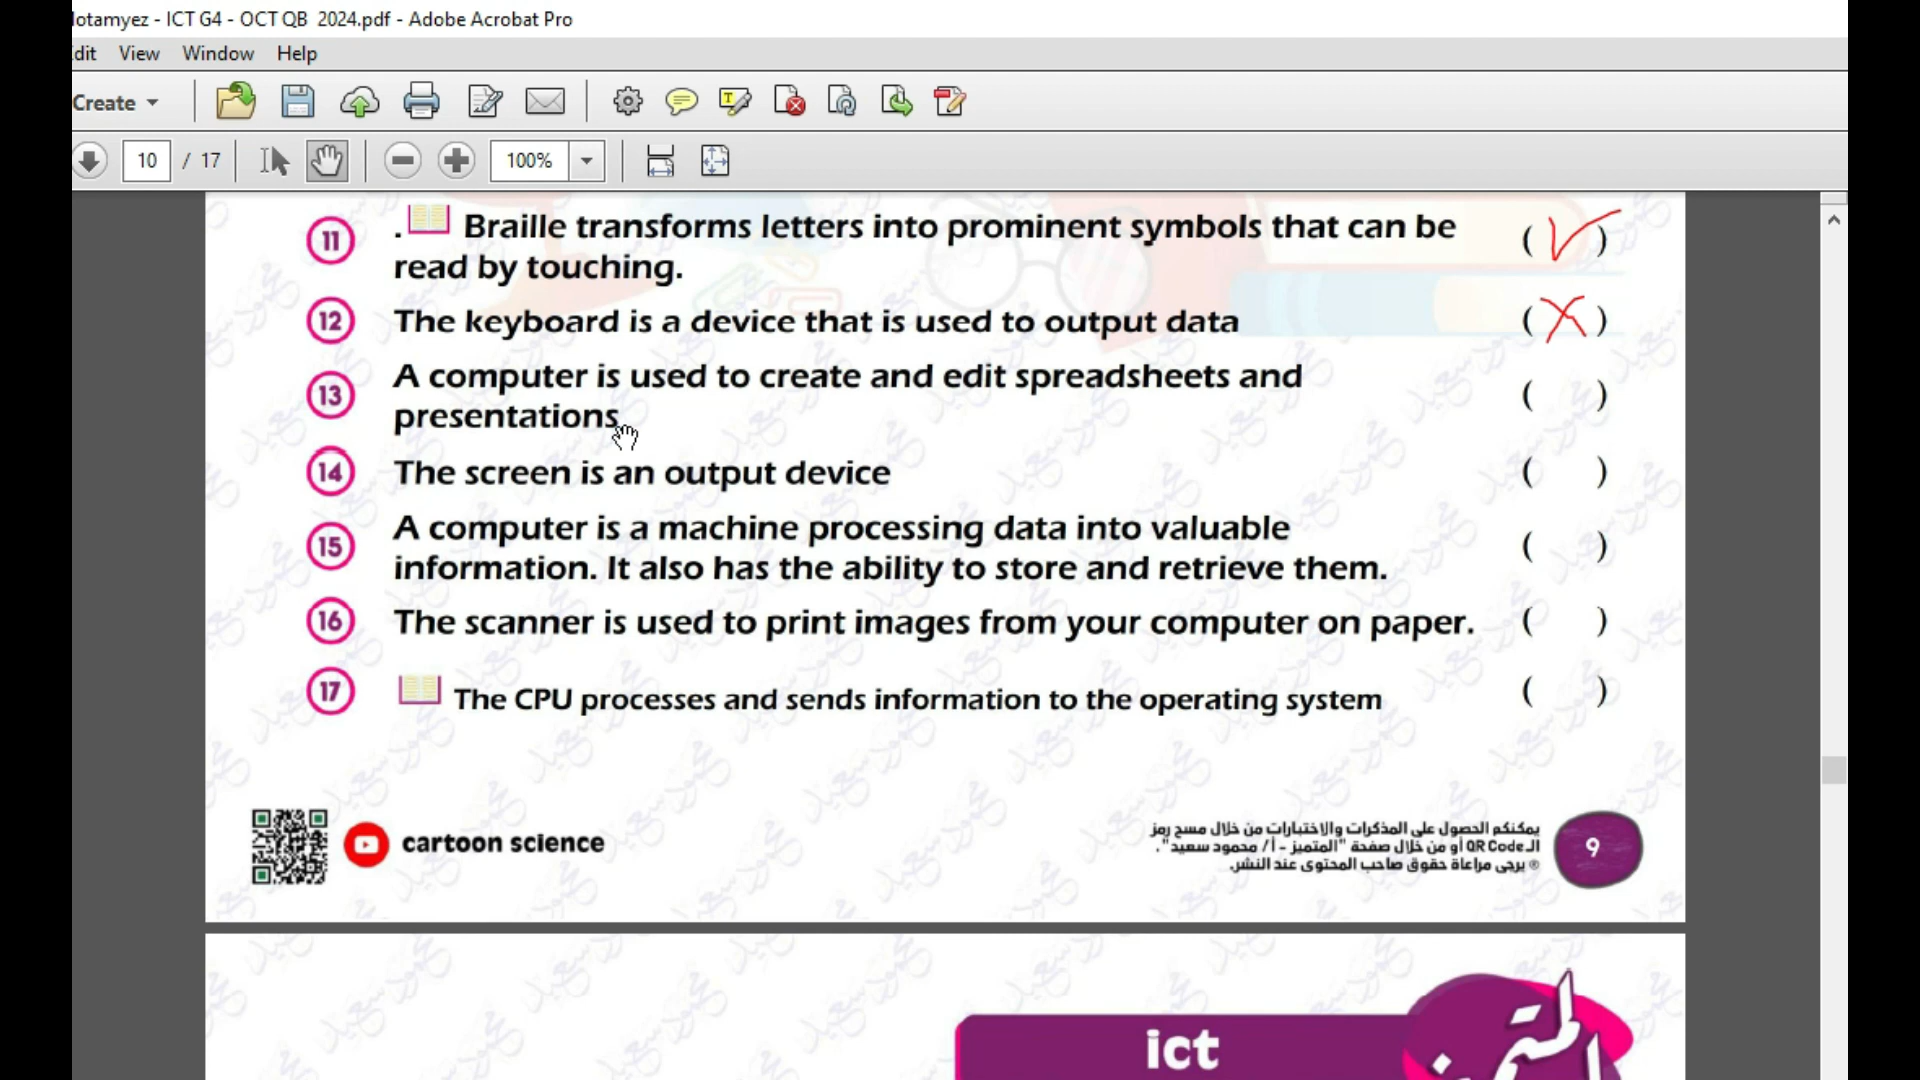 lotamyez - ICT G4 - OCT QB 2024.pdf - Adobe Acrobat Pro
dit View Window Help
Create
10 / 17 100%
11 . Braille transforms letters into prominent symbols that can be ( ✓ )
read by touching.
12 The keyboard is a device that is used to output data ( X )
13 A computer is used to create and edit spreadsheets and ( )
presentations
14 The screen is an output device ( )
15 A computer is a machine processing data into valuable ( )
information. It also has the ability to store and retrieve them.
16 The scanner is used to print images from your computer on paper. ( )
17 The CPU processes and sends information to the operating system ( )
cartoon science
يمكنكم الحصول على المذكرات والاختبارات من خلال مسح رمز
الـ QR Code أو من خلال صفحة "المتميز - أ/ محمود سعيد".
® يرجى مراعاة حقوق صاحب المحتوى عند النشر.
9
ict